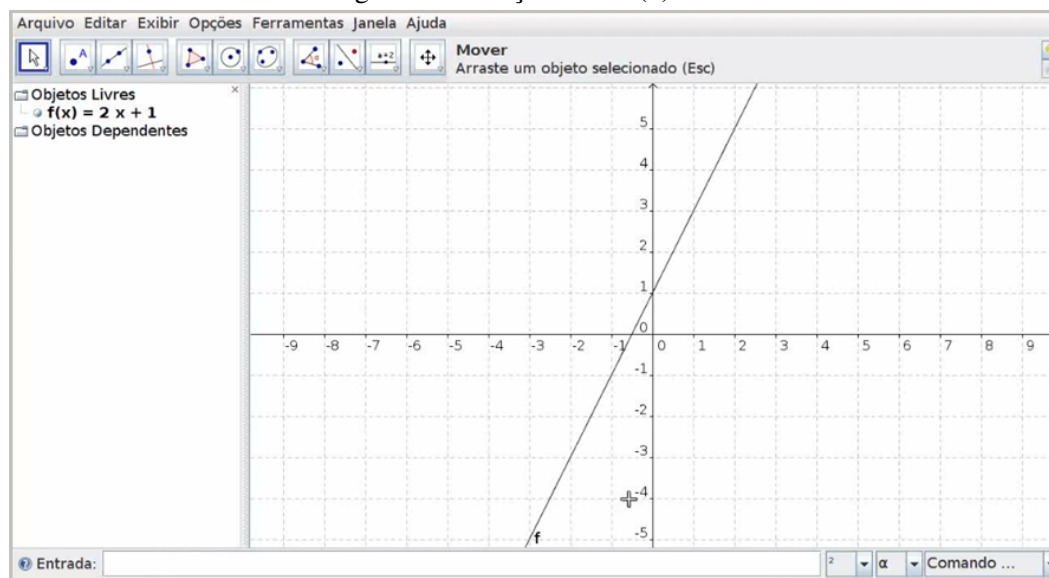 Arquivo Editar Exibir Opções Ferramentas Janela Ajuda
A
α
a=2
Mover
Arraste um objeto selecionado (Esc)
Objetos Livres
f(x) = 2 x + 1
Objetos Dependentes
5
4
3
2
1
0
-9 -8 -7 -6 -5 -4 -3 -2 -1 0 1 2 3 4 5 6 7 8 9
-1
-2
-3
-4
-5
f
Entrada: 2 α Comando ...